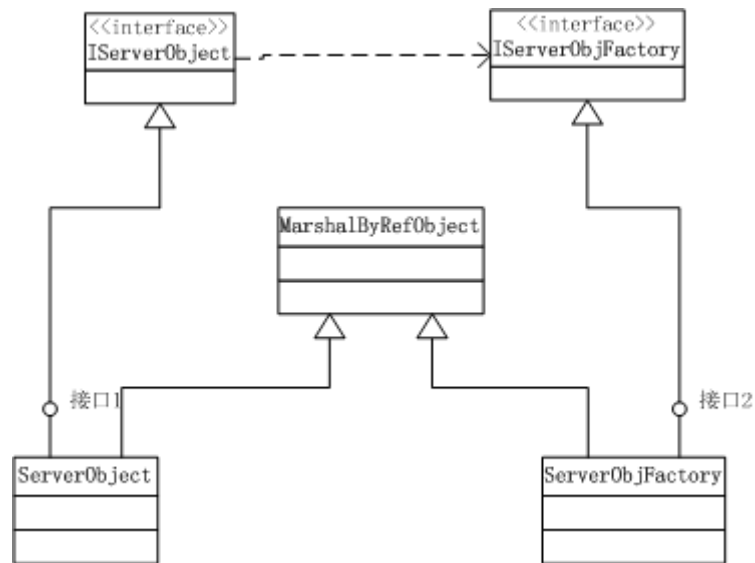 <<interface>>
IServerObject
<<interface>>
IServerObjFactory
MarshalByRefObject
接口1
接口2
ServerObject
ServerObjFactory